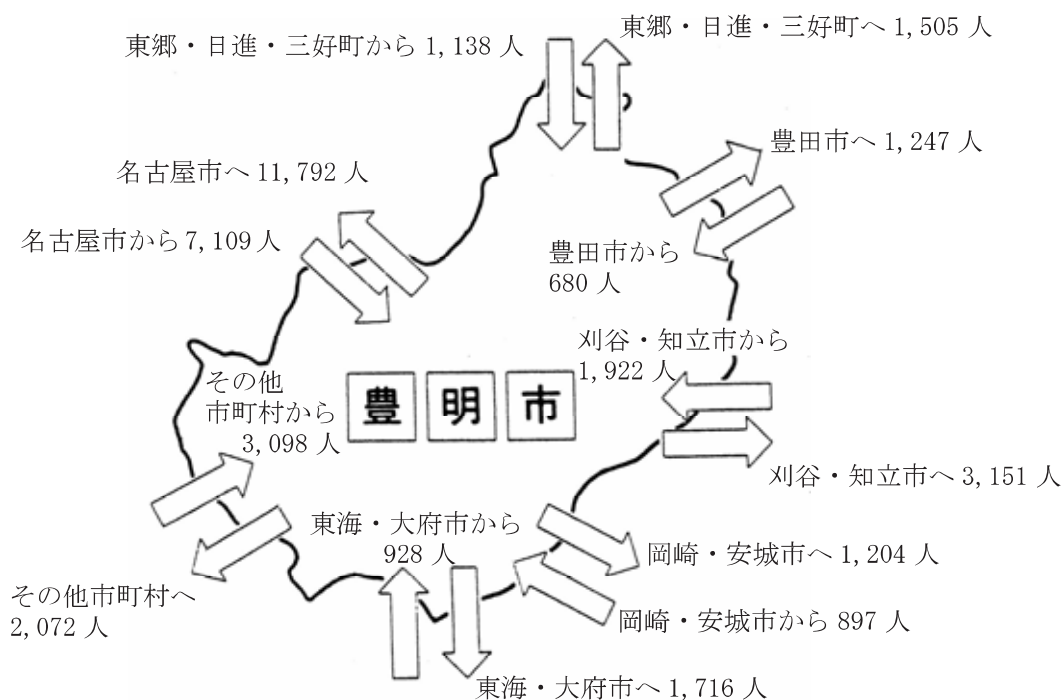 東郷・日進・三好町から 1,138 人
東郷・日進・三好町へ 1,505 人
名古屋市へ 11,792 人
豊田市へ 1,247 人
名古屋市から 7,109 人
豊田市から
680 人
刈谷・知立市から
1,922 人
その他
市町村から
3,098 人
豊明市
刈谷・知立市へ 3,151 人
東海・大府市から
928 人
岡崎・安城市へ 1,204 人
その他市町村へ
2,072 人
岡崎・安城市から 897 人
東海・大府市へ 1,716 人